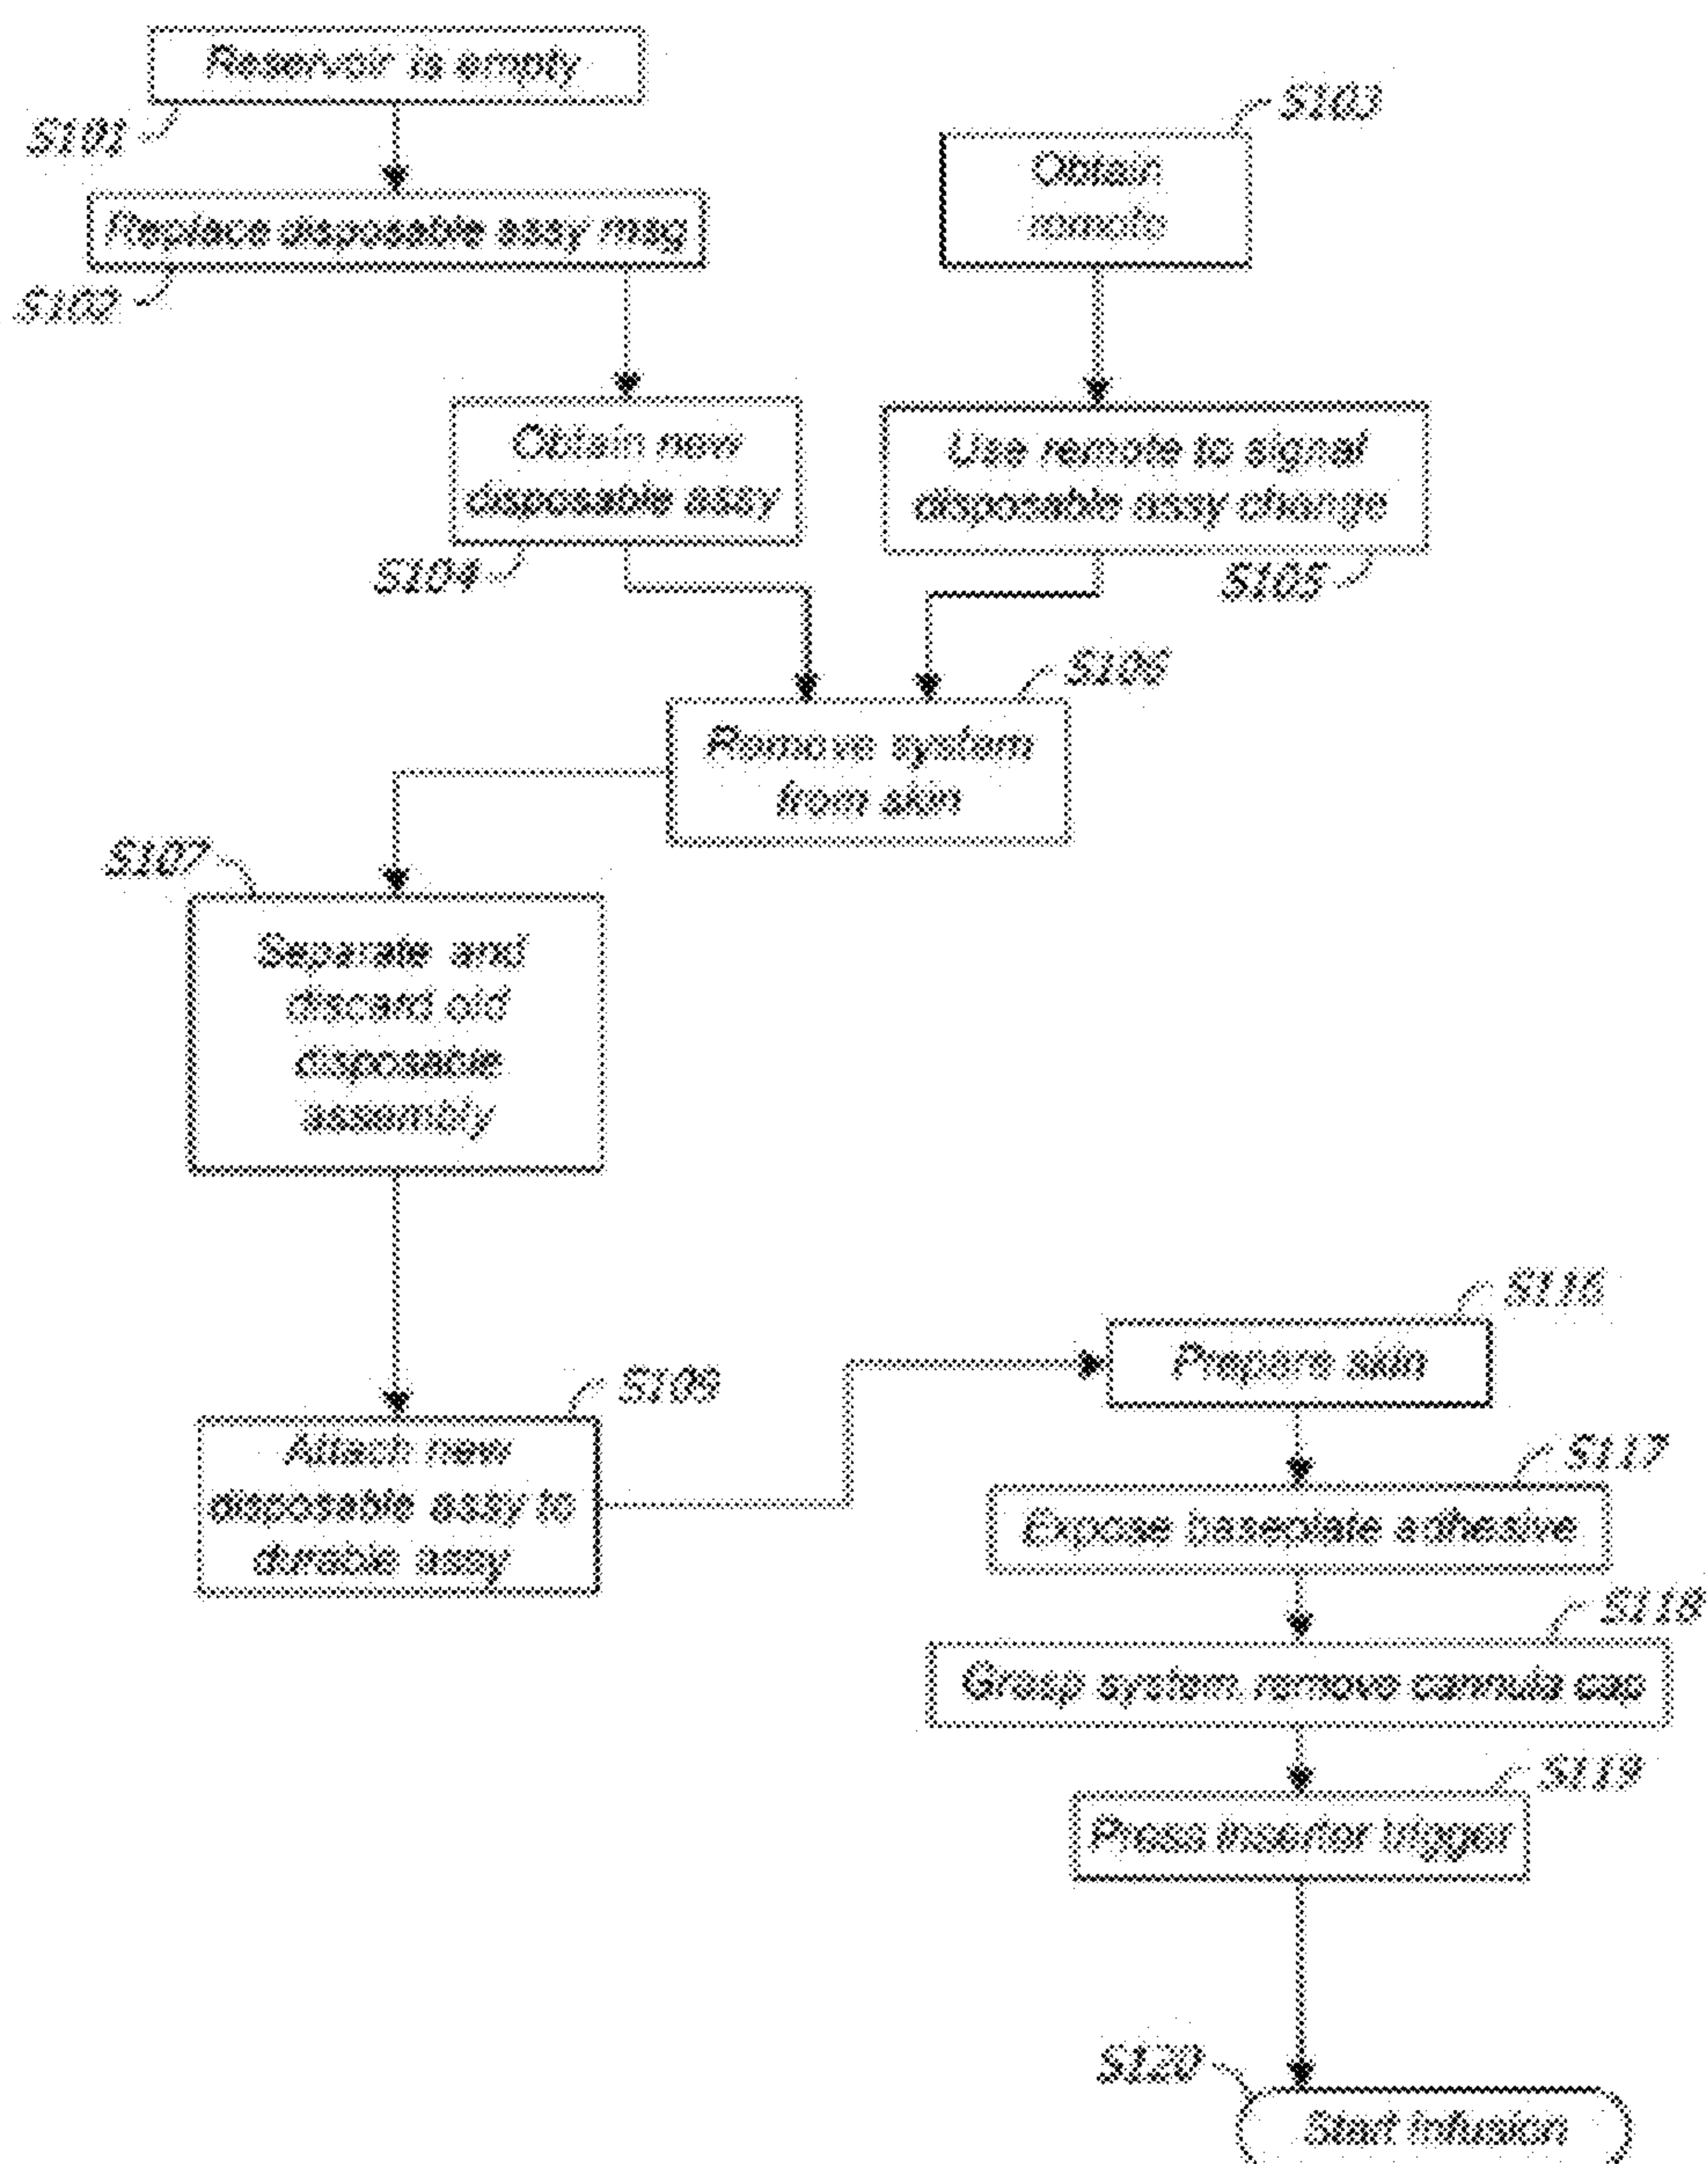 Reservoir is empty
S101
S103
Obtain
remote
Replace disposable assy msg
S102
Obtain new
disposable assy
S104
Use remote to signal
disposable assy change
S105
S106
Remove system
from skin
S107
Separate and
discard old
disposable
assembly
S108
Attach new
disposable assy to
durable assy
S116
Prepare skin
S117
Expose baseplate adhesive
S118
Grasp system remove cannula cap
S119
Press inserter trigger
S120
Start infusion